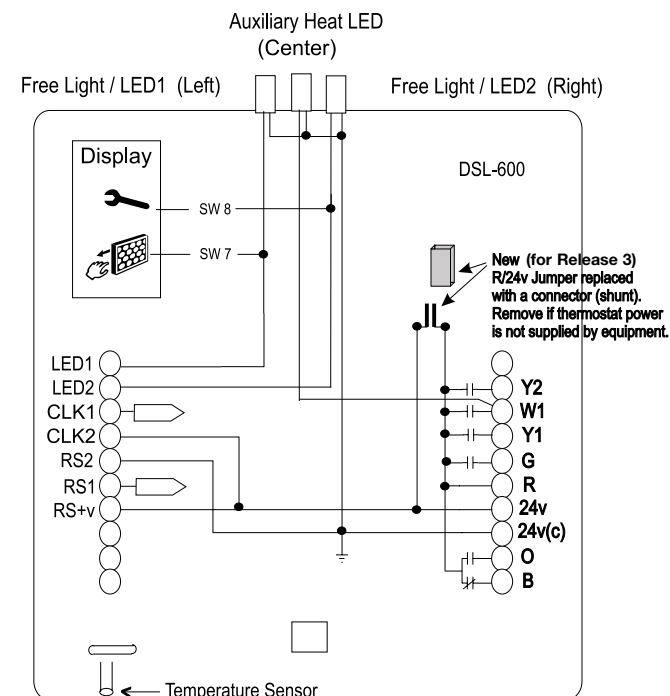 Auxiliary Heat LED
(Center)
Free Light / LED1 (Left)
Free Light / LED2 (Right)
Display
DSL-600
SW 8
SW 7
New (for Release 3)
R/24v Jumper replaced
with a connector (shunt).
Remove if thermostat power
is not supplied by equipment.
LED1
LED2
CLK1
CLK2
RS2
RS1
RS+v
Y2
W1
Y1
G
R
24v
24v(c)
O
B
Temperature Sensor